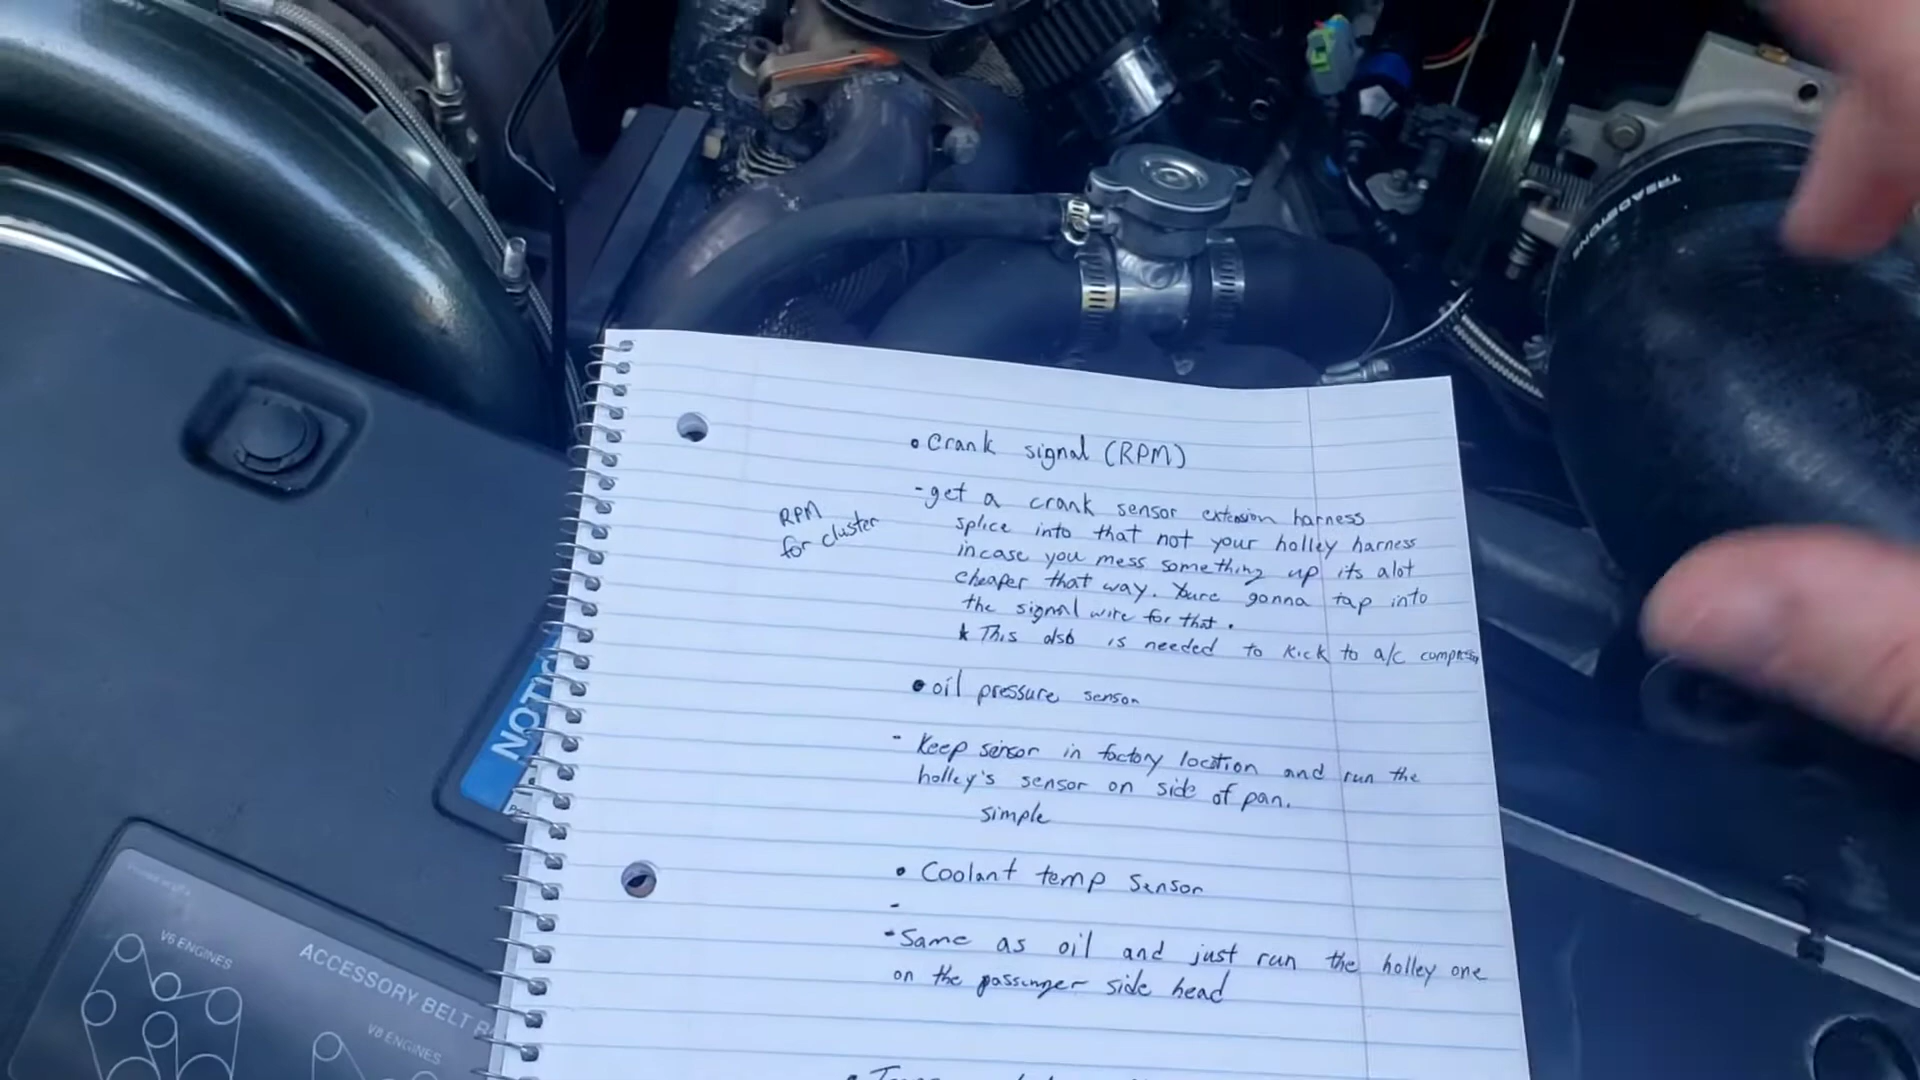 • Crank signal (RPM)
- get a crank sensor extension harness
RPM
for cluster
splice into that not your holley harness
incase you mess something up its alot
cheaper that way. Youre gonna tap into
the signal wire for that.
* This also is needed to kick to a/c compressor
• oil pressure sensor
- Keep sensor in factory location and run the
holley's sensor on side of pan.
simple
• Coolant temp Sensor
-
- Same as oil and just run the holley one
on the passenger side head
V6 ENGINES
ACCESSORY BELT
V8 ENGINES